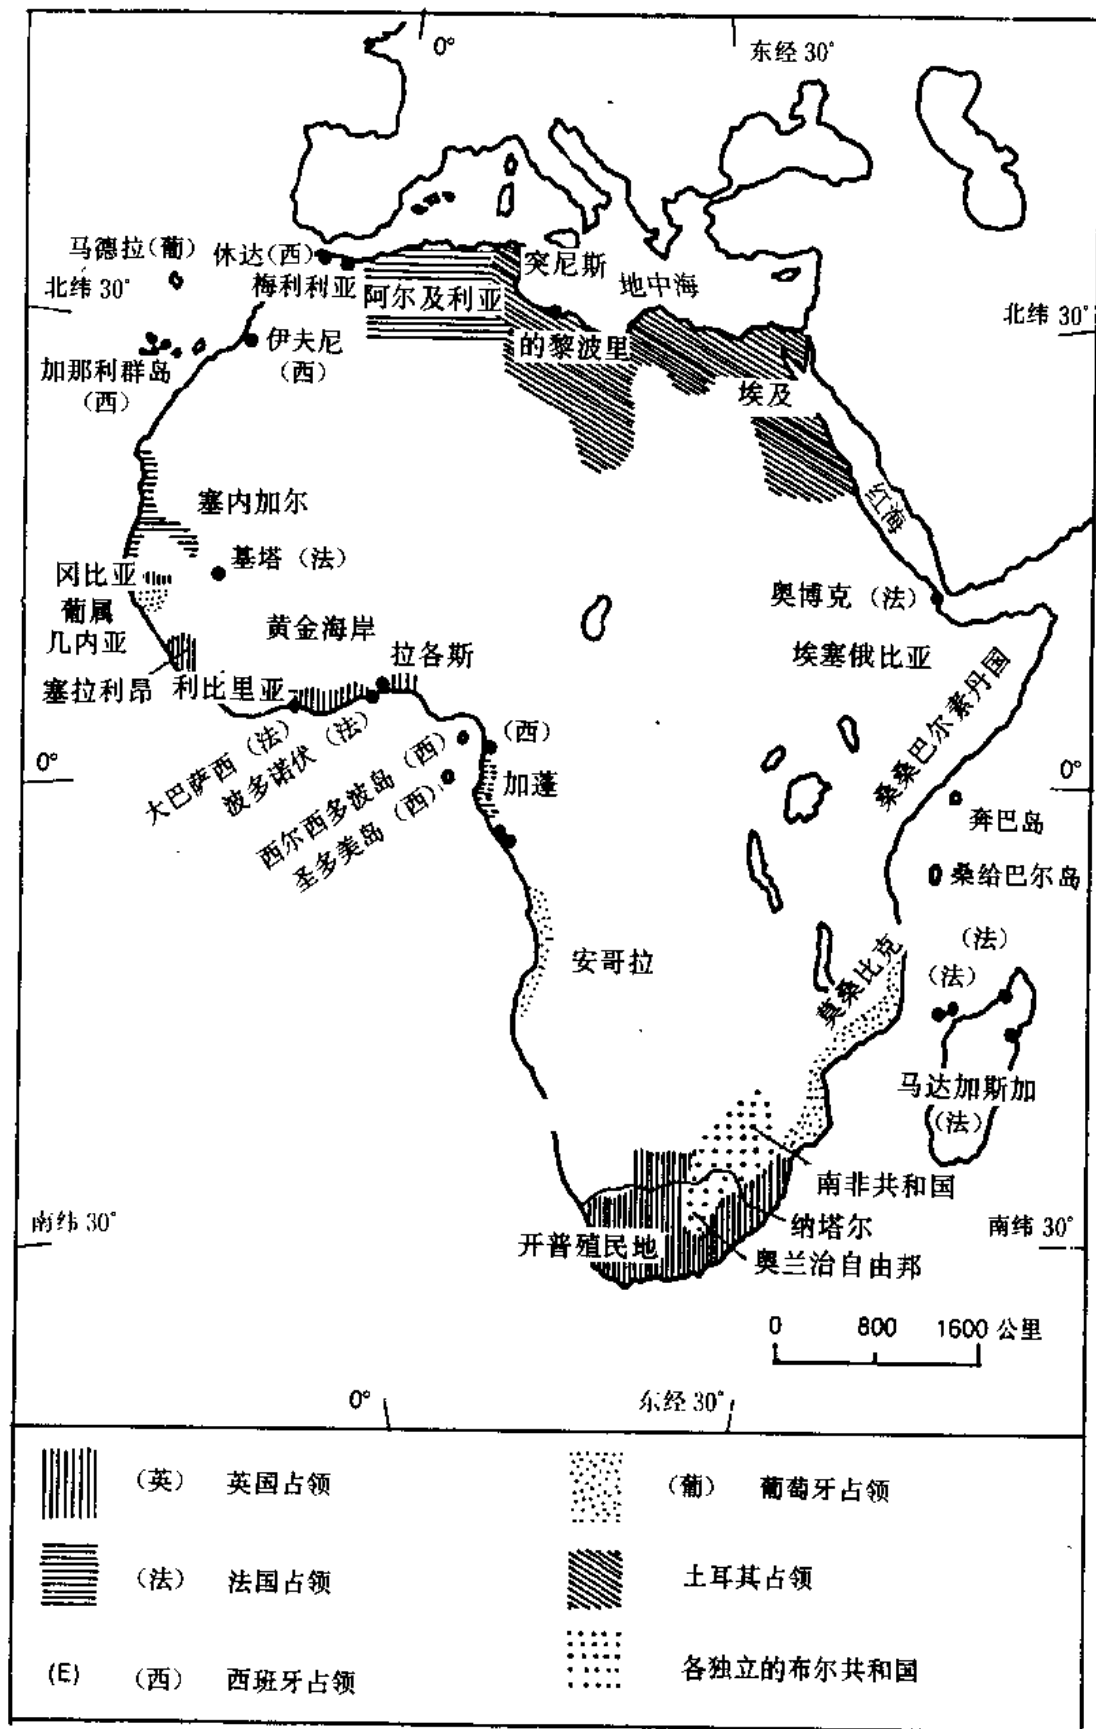 0°
东经 30°
马德拉(葡)
休达(西)
突尼斯
北纬 30°
梅利利亚
阿尔及利亚
地中海
北纬 30°
伊夫尼
(西)
的黎波里
加那利群岛
(西)
埃及
塞内加尔
红海
基塔 (法)
冈比亚
葡属
几内亚
奥博克 (法)
黄金海岸
拉各斯
埃塞俄比亚
塞拉利昂
利比里亚
桑桑巴尔素丹国
大巴萨西 (法)
波多诺伏 (法)
西尔西多波岛 (西)
圣多美岛 (西)
(西)
加蓬
0°
0°
奔巴岛
桑给巴尔岛
安哥拉
莫桑比克
(法)
(法)
马达加斯加
(法)
南非共和国
南纬 30°
纳塔尔
南纬 30°
开普殖民地
奥兰治自由邦
0 800 1600 公里
0°
东经 30°
(英) 英国占领
(葡) 葡萄牙占领
(法) 法国占领
土耳其占领
(E) (西) 西班牙占领
各独立的布尔共和国